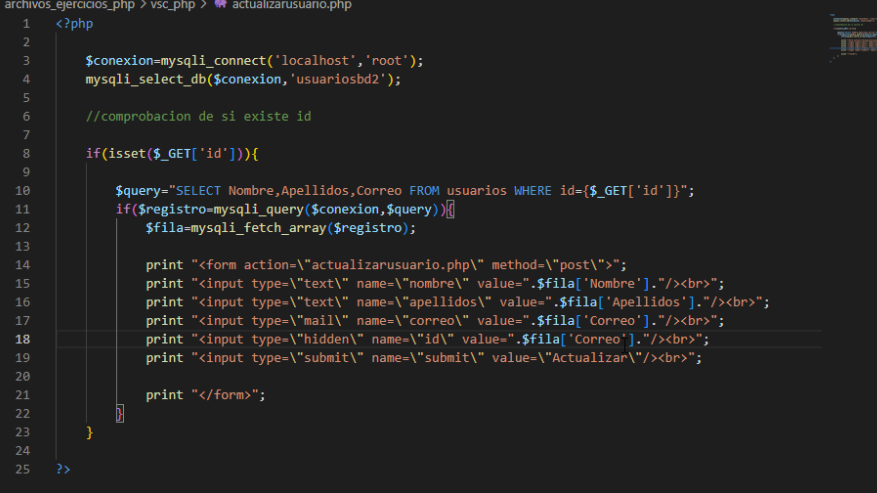 archivos_ejercicios_php > vsc_php > actualizarusuario.php
1 <?php
2
3 $conexion=mysqli_connect('localhost','root');
4 mysqli_select_db($conexion,'usuariosbd2');
5
6 //comprobacion de si existe id
7
8 if(isset($_GET['id'])){
9
10 $query="SELECT Nombre,Apellidos,Correo FROM usuarios WHERE id={$_GET['id']}";
11 if($registro=mysqli_query($conexion,$query)){
12 $fila=mysqli_fetch_array($registro);
13
14 print "<form action=\"actualizarusuario.php\" method=\"post\">";
15 print "<input type=\"text\" name=\"nombre\" value=".$fila['Nombre']."/><br>";
16 print "<input type=\"text\" name=\"apellidos\" value=".$fila['Apellidos']."/><br>";
17 print "<input type=\"mail\" name=\"correo\" value=".$fila['Correo']."/><br>";
18 print "<input type=\"hidden\" name=\"id\" value=".$fila['Correo']."/><br>";
19 print "<input type=\"submit\" name=\"submit\" value=\"Actualizar\"/><br>";
20
21 print "</form>";
22 }
23 }
24
25 ?>